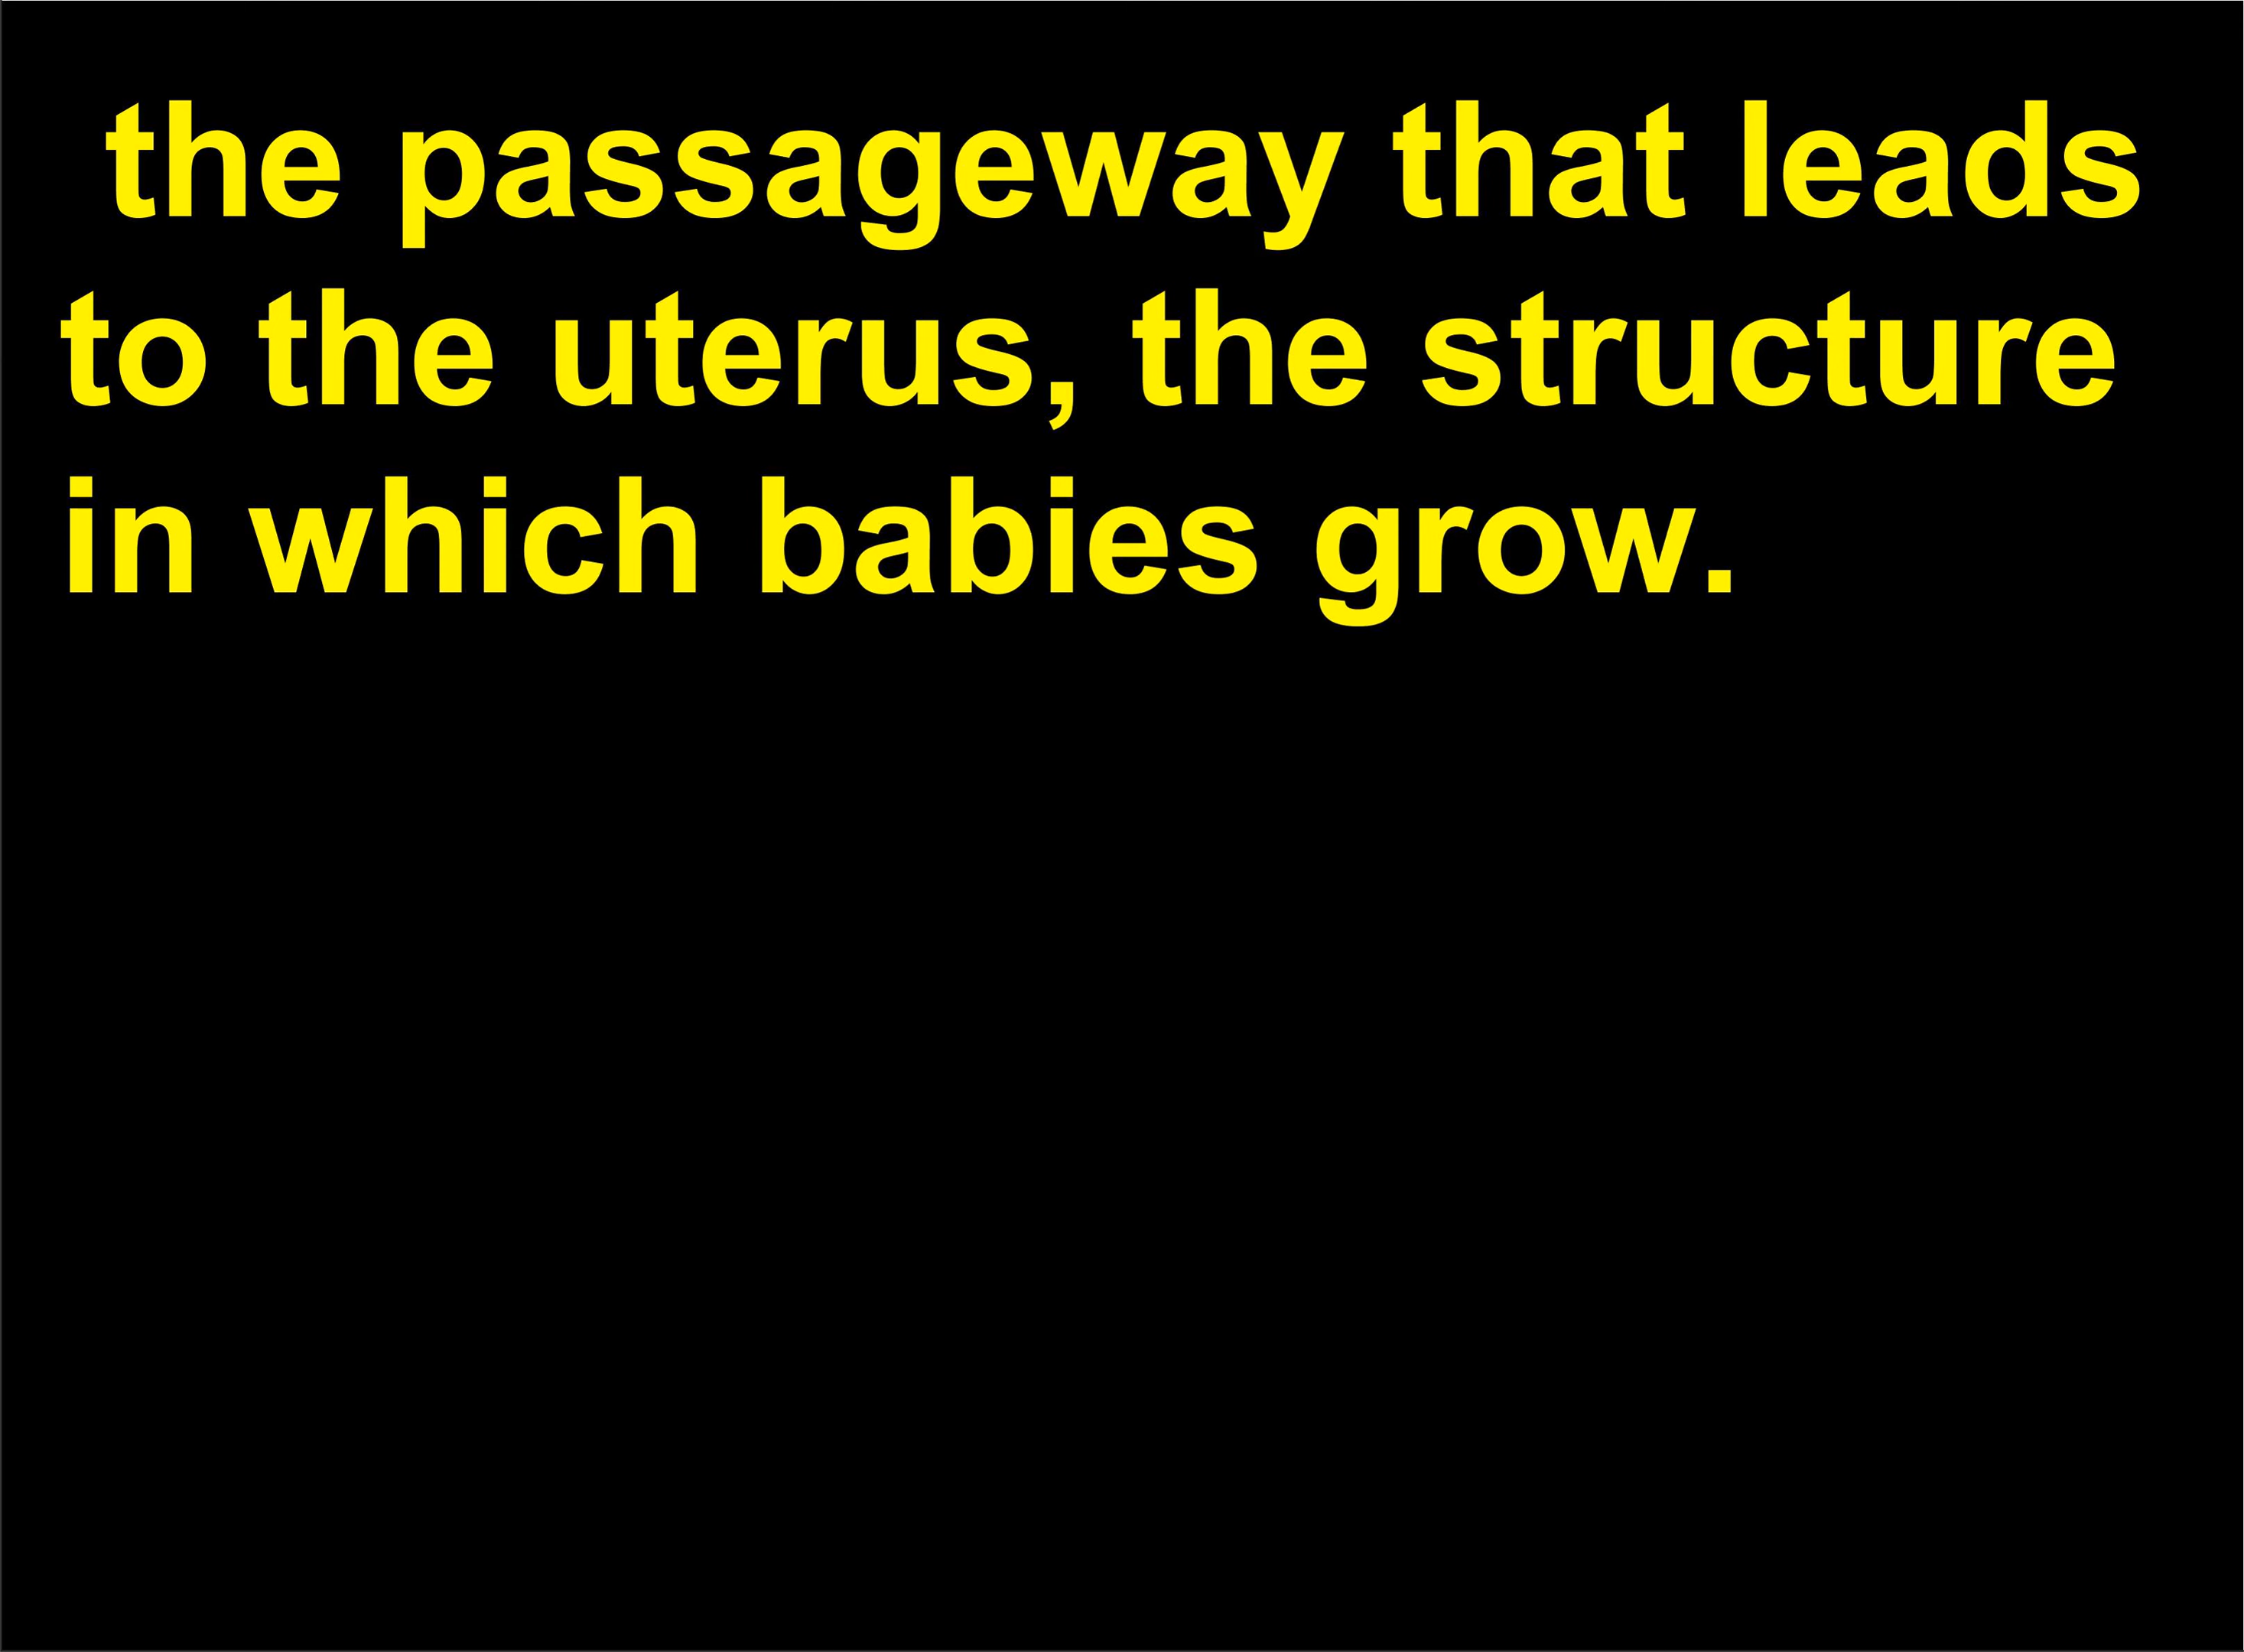 the passageway that leads
to the uterus, the structure
in which babies grow.